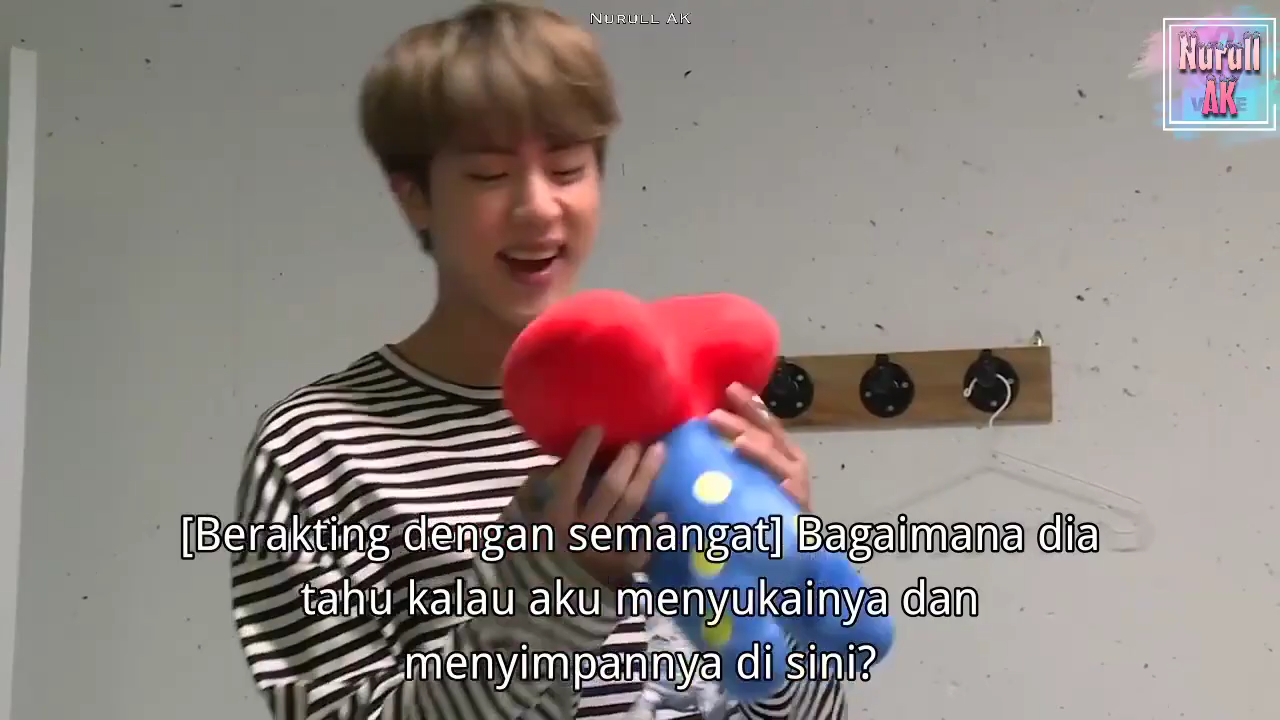 Nurull AK
Nurull
AK
[Berakting dengan semangat] Bagaimana dia
tahu kalau aku menyukainya dan
menyimpannya di sini?